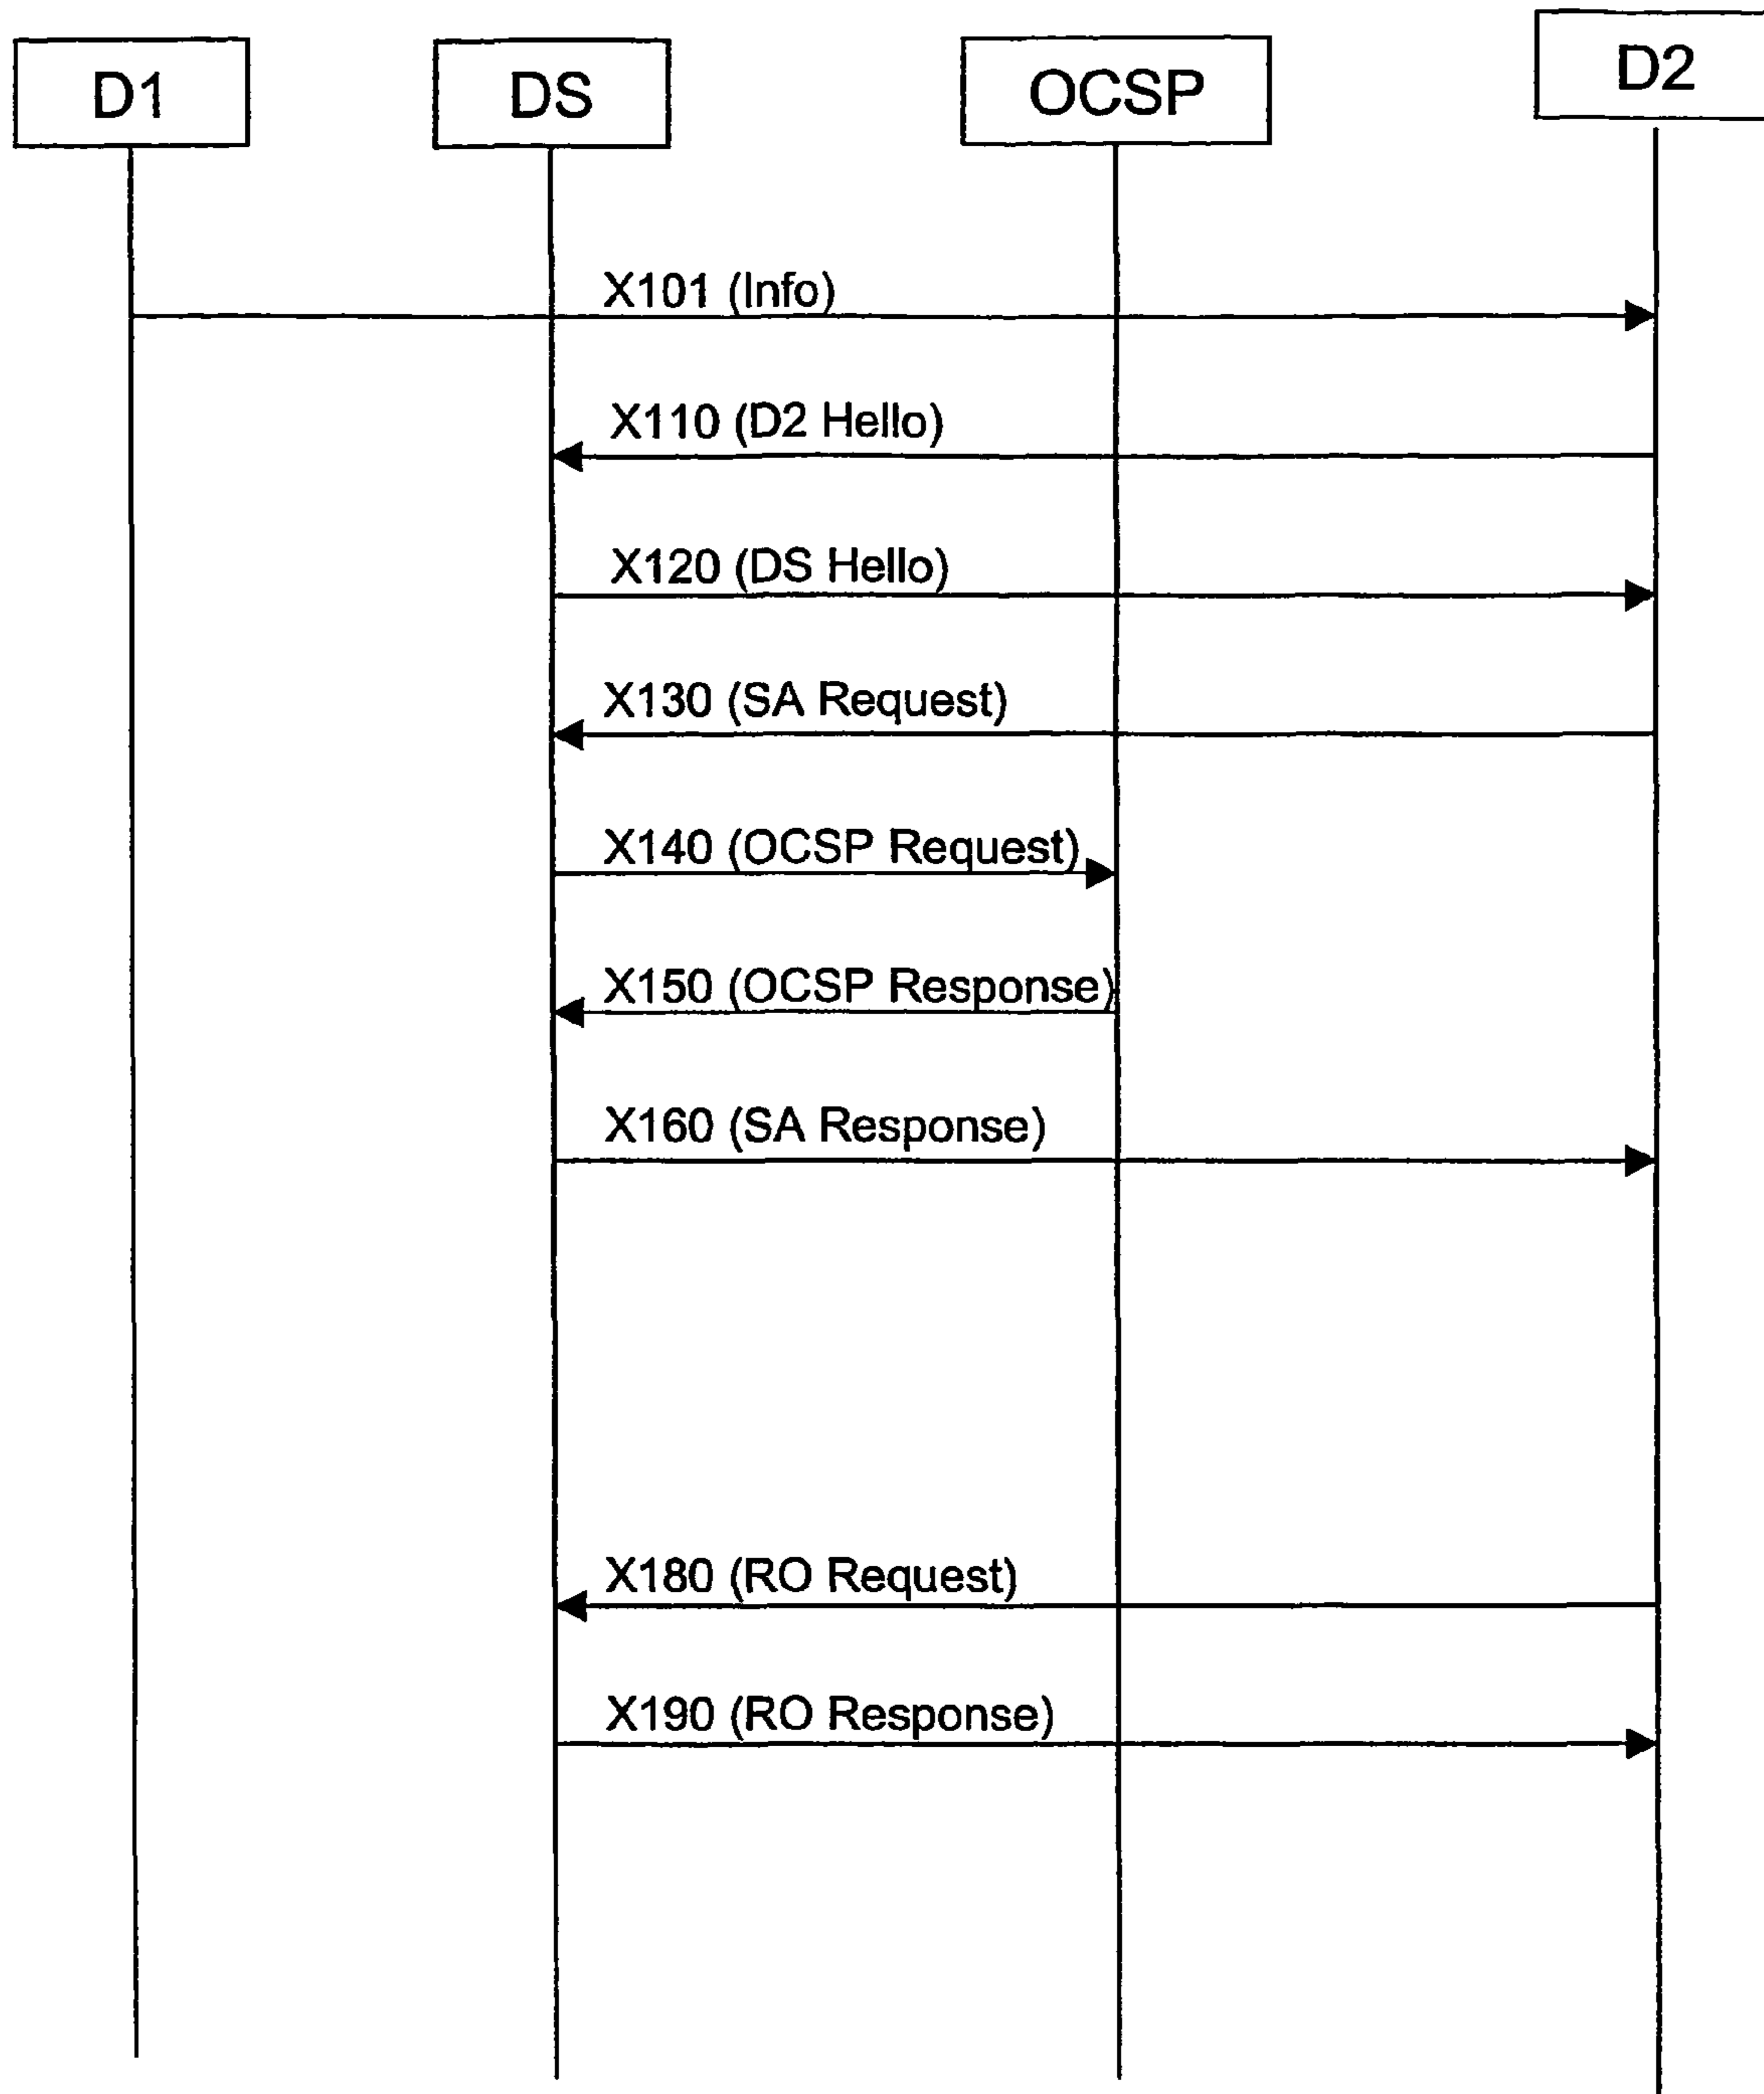 D1
DS
OCSP
D2
X101 (Info)
X110 (D2 Hello)
X120 (DS Hello)
X130 (SA Request)
X140 (OCSP Request)
X150 (OCSP Response)
X160 (SA Response)
X180 (RO Request)
X190 (RO Response)